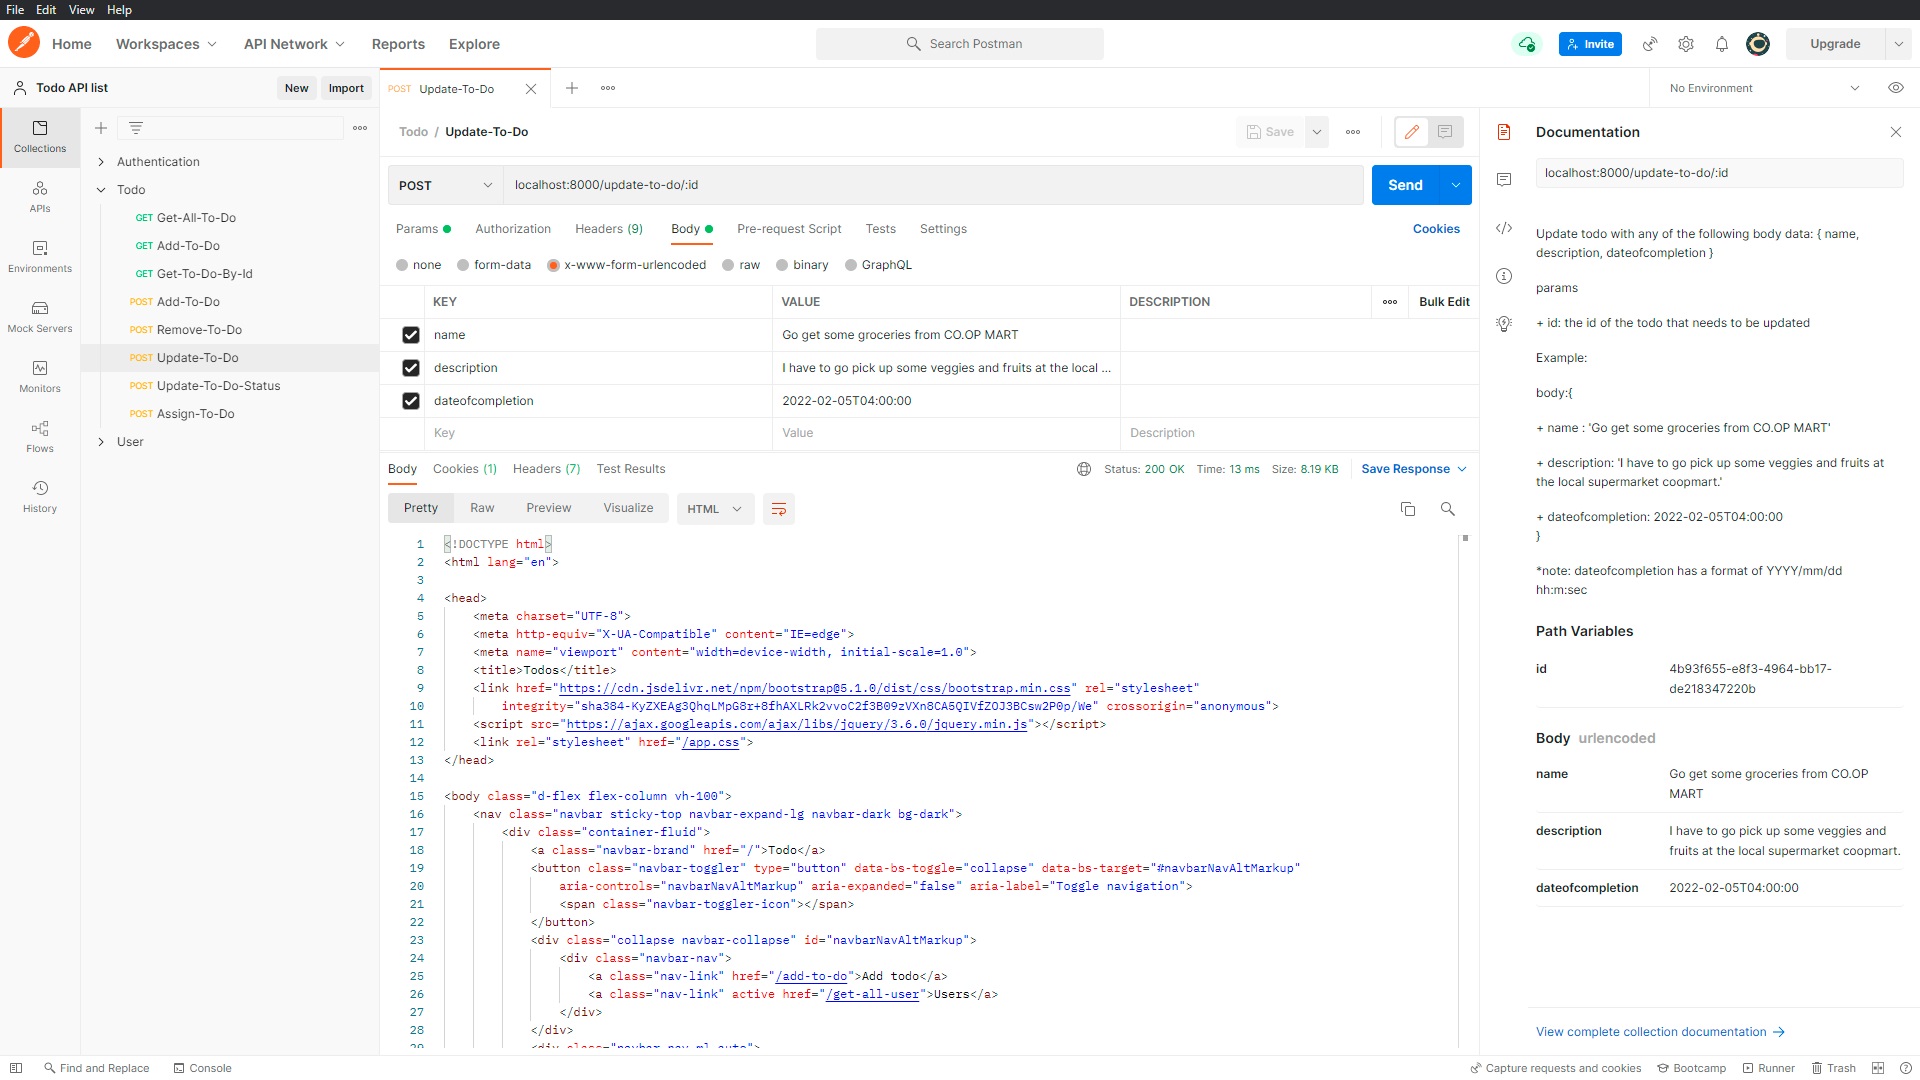 File Edit View Help
Home Workspaces API Network Reports Explore Search Postman Invite Upgrade
Todo API list New Import POST Update-To-Do No Environment
Collections
APIs
Environments
Mock Servers
Monitors
Flows
History
Authentication
Todo
GET Get-All-To-Do
GET Add-To-Do
GET Get-To-Do-By-Id
POST Add-To-Do
POST Remove-To-Do
POST Update-To-Do
POST Update-To-Do-Status
POST Assign-To-Do
User
Todo / Update-To-Do Save
POST localhost:8000/update-to-do/:id Send
Params Authorization Headers (9) Body Pre-request Script Tests Settings Cookies
none form-data x-www-form-urlencoded raw binary GraphQL
KEY VALUE DESCRIPTION Bulk Edit
name Go get some groceries from CO.OP MART
description I have to go pick up some veggies and fruits at the local ...
dateofcompletion 2022-02-05T04:00:00
Key Value Description
Body Cookies (1) Headers (7) Test Results Status: 200 OK Time: 13 ms Size: 8.19 KB Save Response
Pretty Raw Preview Visualize HTML
1 <!DOCTYPE html>
2 <html lang="en">
3
4 <head>
5 <meta charset="UTF-8">
6 <meta http-equiv="X-UA-Compatible" content="IE=edge">
7 <meta name="viewport" content="width=device-width, initial-scale=1.0">
8 <title>Todos</title>
9 <link href="https://cdn.jsdelivr.net/npm/bootstrap@5.1.0/dist/css/bootstrap.min.css" rel="stylesheet"
10 integrity="sha384-KyZXEAg3QhqLMpG8r+8fhAXLRk2vvoC2f3B09zVXn8CA5QIVfZOJ3BCsw2P0p/We" crossorigin="anonymous">
11 <script src="https://ajax.googleapis.com/ajax/libs/jquery/3.6.0/jquery.min.js"></script>
12 <link rel="stylesheet" href="/app.css">
13 </head>
14
15 <body class="d-flex flex-column vh-100">
16 <nav class="navbar sticky-top navbar-expand-lg navbar-dark bg-dark">
17 <div class="container-fluid">
18 <a class="navbar-brand" href="/">Todo</a>
19 <button class="navbar-toggler" type="button" data-bs-toggle="collapse" data-bs-target="#navbarNavAltMarkup"
20 aria-controls="navbarNavAltMarkup" aria-expanded="false" aria-label="Toggle navigation">
21 <span class="navbar-toggler-icon"></span>
22 </button>
23 <div class="collapse navbar-collapse" id="navbarNavAltMarkup">
24 <div class="navbar-nav">
25 <a class="nav-link" href="/add-to-do">Add todo</a>
26 <a class="nav-link" active href="/get-all-user">Users</a>
27 </div>
28 </div>
29 <div class="navbar-nav ml-auto">
Documentation
localhost:8000/update-to-do/:id
Update todo with any of the following body data: { name,
description, dateofcompletion }
params
+ id: the id of the todo that needs to be updated
Example:
body:{
+ name : 'Go get some groceries from CO.OP MART'
+ description: 'I have to go pick up some veggies and fruits at
the local supermarket coopmart.'
+ dateofcompletion: 2022-02-05T04:00:00
}
*note: dateofcompletion has a format of YYYY/mm/dd
hh:m:sec
Path Variables
id 4b93f655-e8f3-4964-bb17-
de218347220b
Body urlencoded
name Go get some groceries from CO.OP
MART
description I have to go pick up some veggies and
fruits at the local supermarket coopmart.
dateofcompletion 2022-02-05T04:00:00
View complete collection documentation →
Find and Replace Console Capture requests and cookies Bootcamp Runner Trash